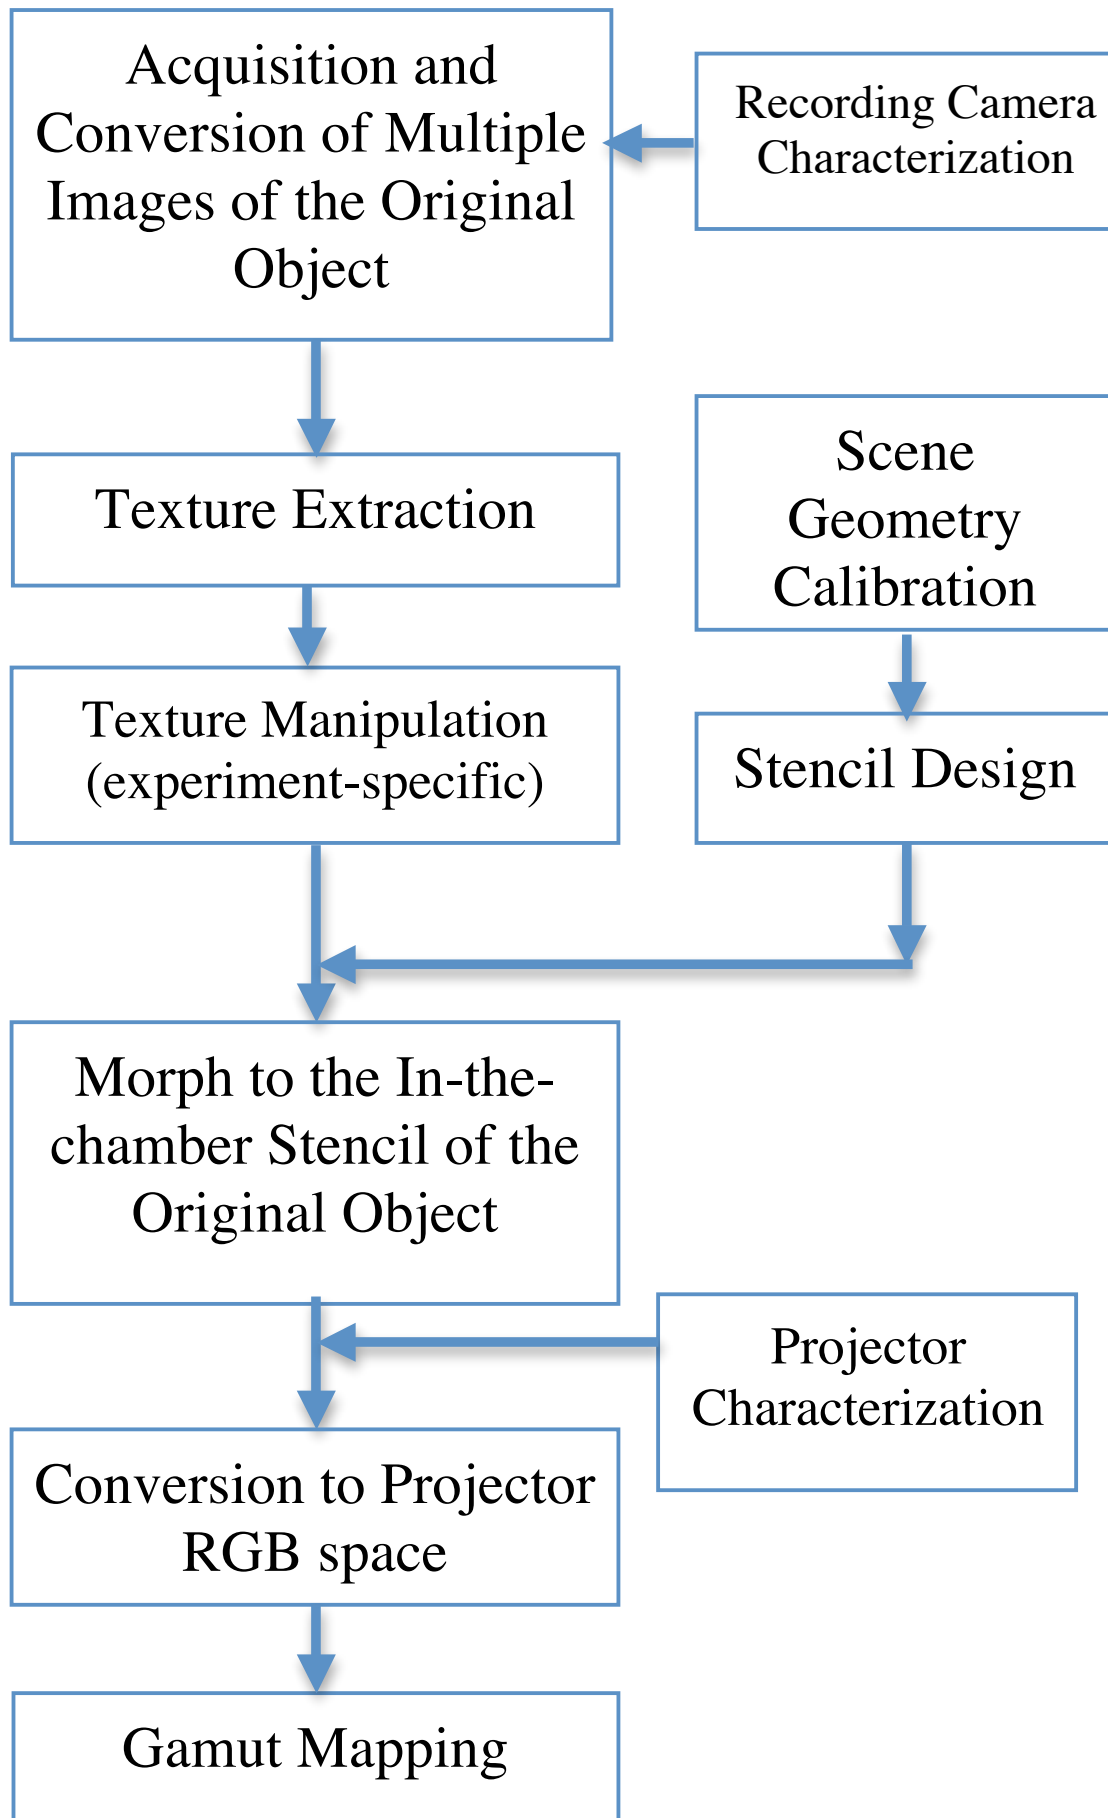 Acquisition and
Conversion of Multiple
Images of the Original
Object
Recording Camera
Characterization
Texture Extraction
Scene
Geometry
Calibration
Texture Manipulation
(experiment-specific)
Stencil Design
Morph to the In-the-
chamber Stencil of the
Original Object
Projector
Characterization
Conversion to Projector
RGB space
Gamut Mapping